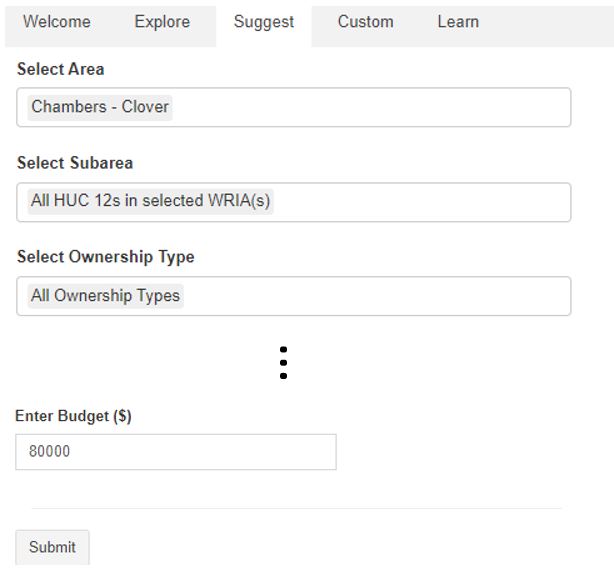 Welcome Explore Suggest Custom Learn
Select Area
Chambers - Clover
Select Subarea
All HUC 12s in selected WRIA(s)
Select Ownership Type
All Ownership Types
Enter Budget ($)
80000
Submit